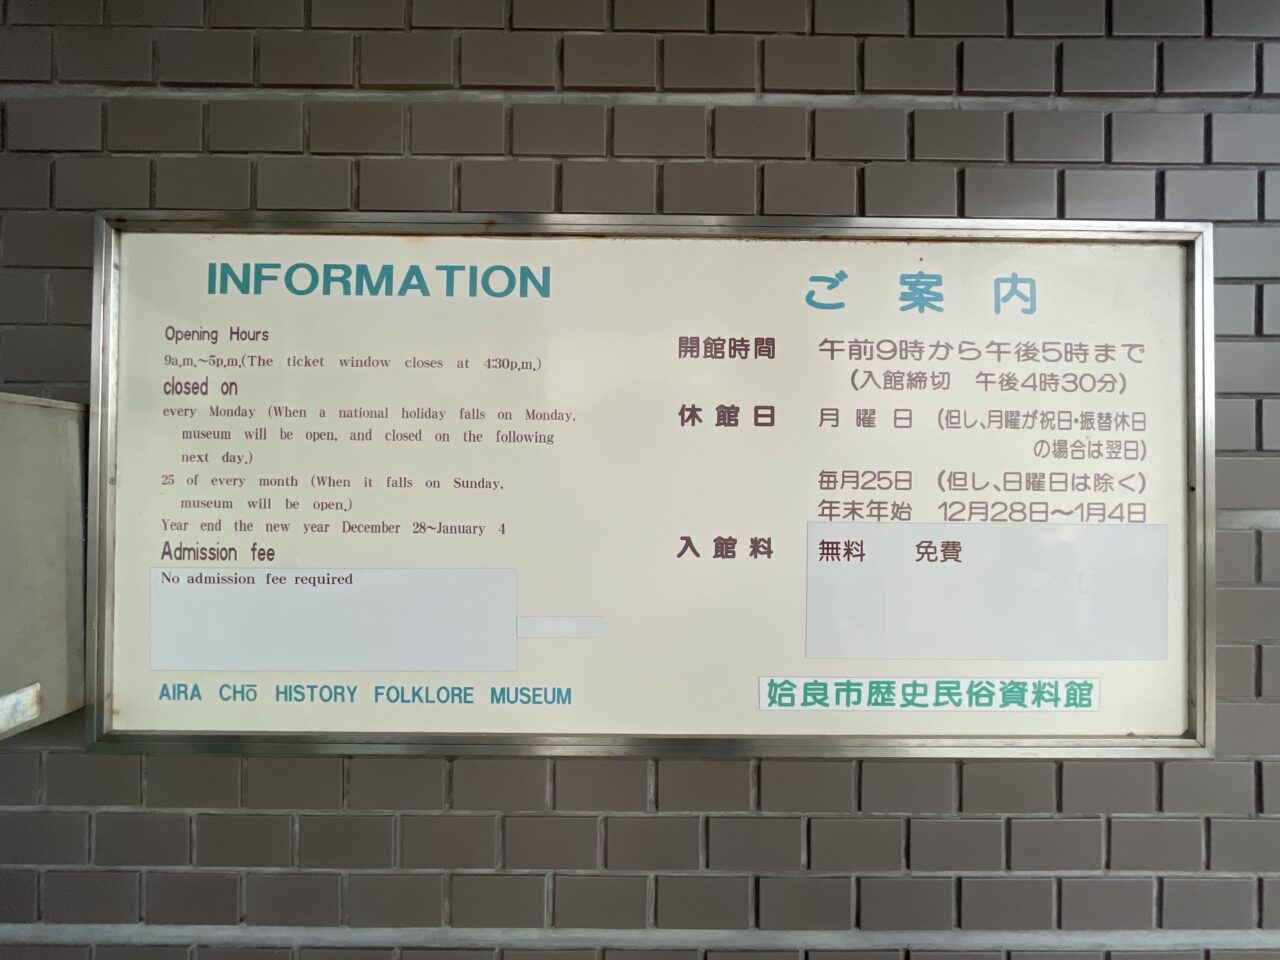 INFORMATION
Opening Hours
9a.m.~5p.m.(The ticket window closes at 4:30p.m.)
closed on
every Monday (When a national holiday falls on Monday,
museum will be open, and closed on the following
next day.)
25 of every month (When it falls on Sunday,
museum will be open.)
Year end the new year December 28~January 4
Admission fee
No admission fee required
AIRA CHō HISTORY FOLKLORE MUSEUM
ご案内
開館時間 午前9時から午後5時まで
(入館締切 午後4時30分)
休館日 月曜日 (但し、月曜が祝日・振替休日
の場合は翌日)
毎月25日 (但し、日曜日は除く)
年末年始 12月28日〜1月4日
入館料 無料 免費
姶良市歴史民俗資料館